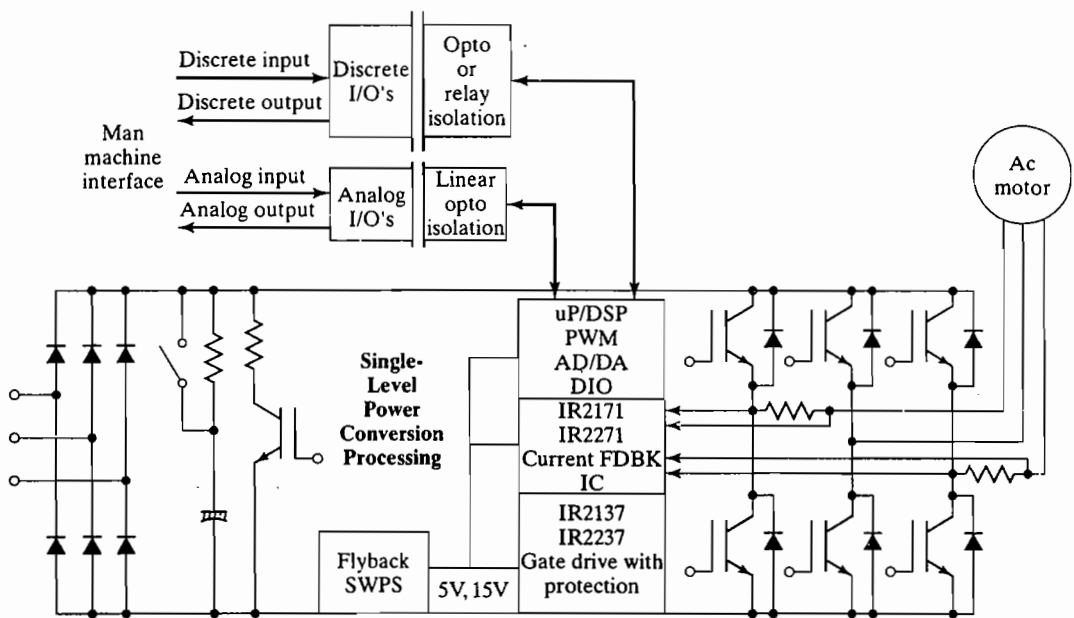 Discrete input
Discrete output
Discrete
I/O's
Opto
or
relay
isolation
Man
machine
interface
Analog input
Analog output
Analog
I/O's
Linear
opto
isolation
Ac
motor
uP/DSP
PWM
AD/DA
DIO
Single-
Level
Power
Conversion
Processing
IR2171
IR2271
Current FDBK
IC
IR2137
IR2237
Gate drive with
protection
Flyback
SWPS
5V, 15V